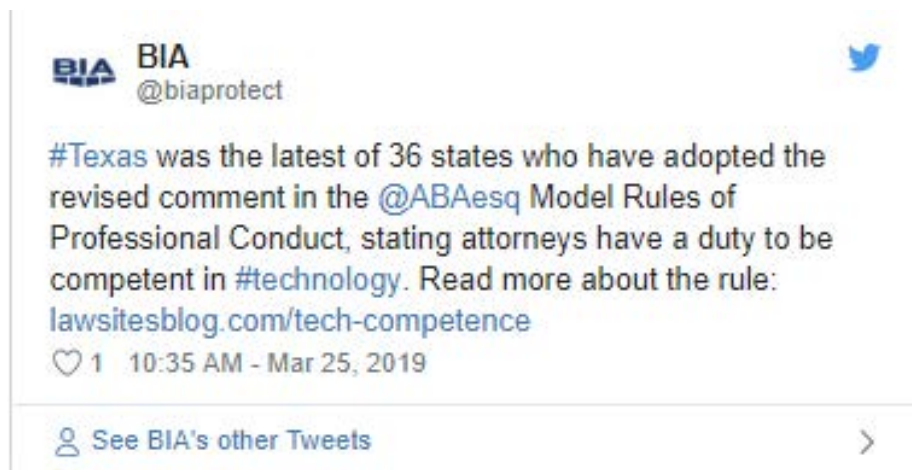 BIA
BIA
@biaprotect
#Texas was the latest of 36 states who have adopted the
revised comment in the @ABAesq Model Rules of
Professional Conduct, stating attorneys have a duty to be
competent in #technology. Read more about the rule:
lawsitesblog.com/tech-competence
1 10:35 AM - Mar 25, 2019
See BIA's other Tweets